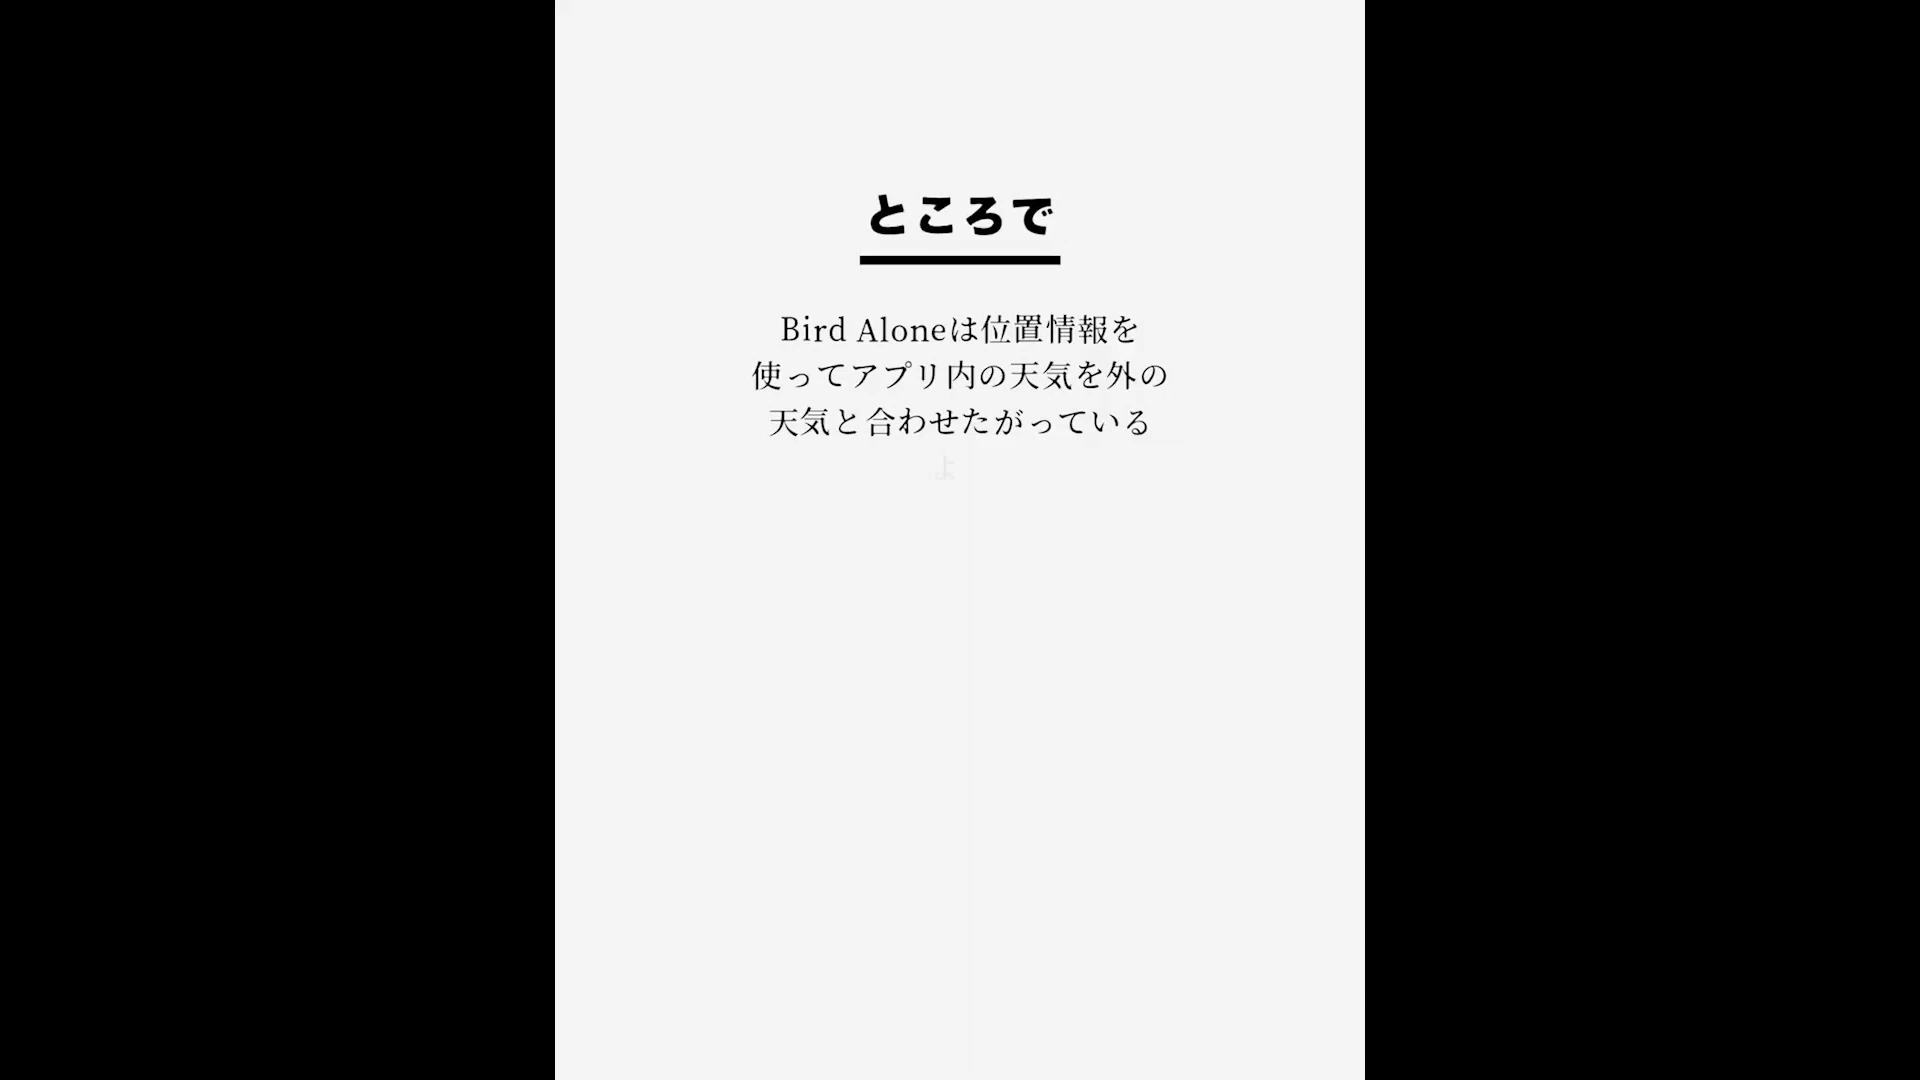 ところで
Bird Aloneは位置情報を
使ってアプリ内の天気を外の
天気と合わせたがっている
よ